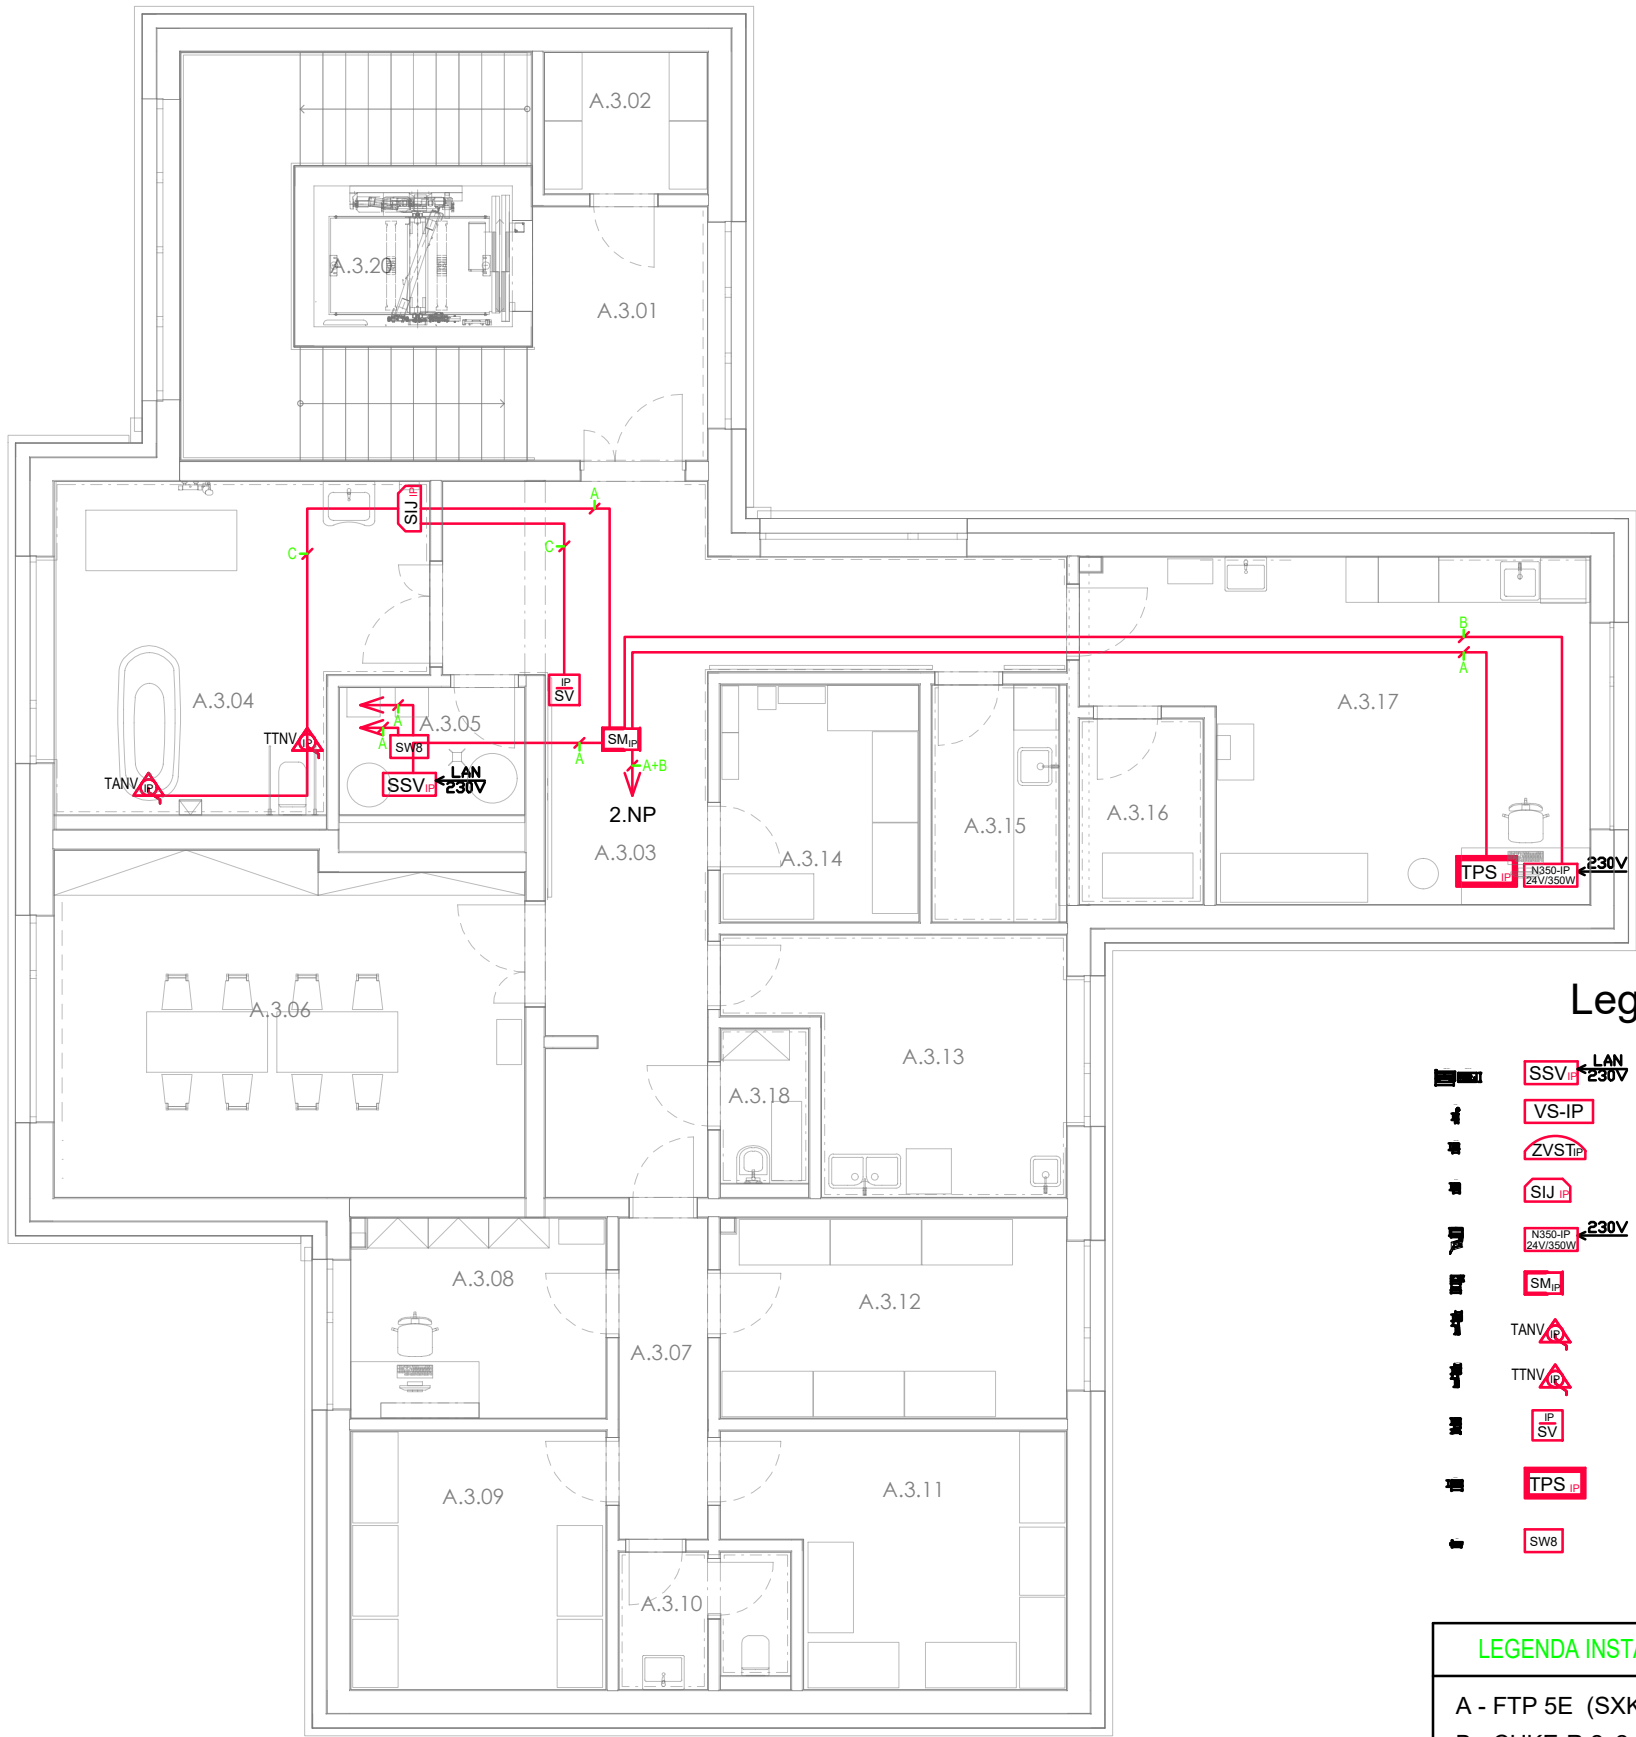 A.3.02
A.3.20
A.3.01
SIJ IP
A
C
C
B
A
IP
SV
A.3.04
A.3.05
A.3.17
A
A
TTNV IP
SW8
A
SM IP
TANV IP
SSV IP
LAN
230V
A+B
2.NP
A.3.03
A.3.14
A.3.15
A.3.16
TPS IP
N350-IP
24V/350W
230V
A.3.06
Leg
A.3.13
A.3.18
SSV IP
LAN
230V
VS-IP
ZVST IP
SIJ IP
N350-IP
24V/350W
230V
SM IP
TANV IP
TTNV IP
IP
SV
TPS IP
SW8
A.3.08
A.3.12
A.3.07
A.3.09
A.3.11
A.3.10
LEGENDA INSTA
A - FTP 5E (SXK